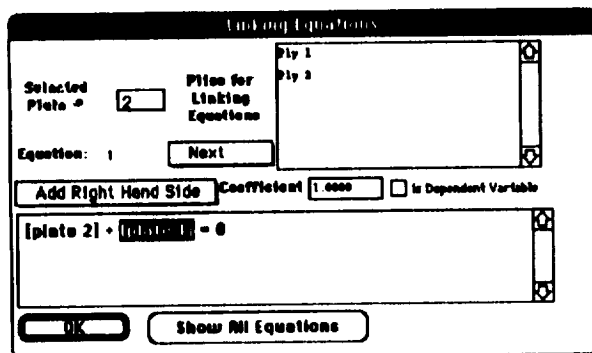 Linking Equations
Ply 1
Ply 2
Selected Plate #
2
Plies for Linking Equations
Equation: 1
Next
Add Right Hand Side
Coefficient
1.0000
Is Dependent Variable
[plate 2] +
= 0
OK
Show All Equations